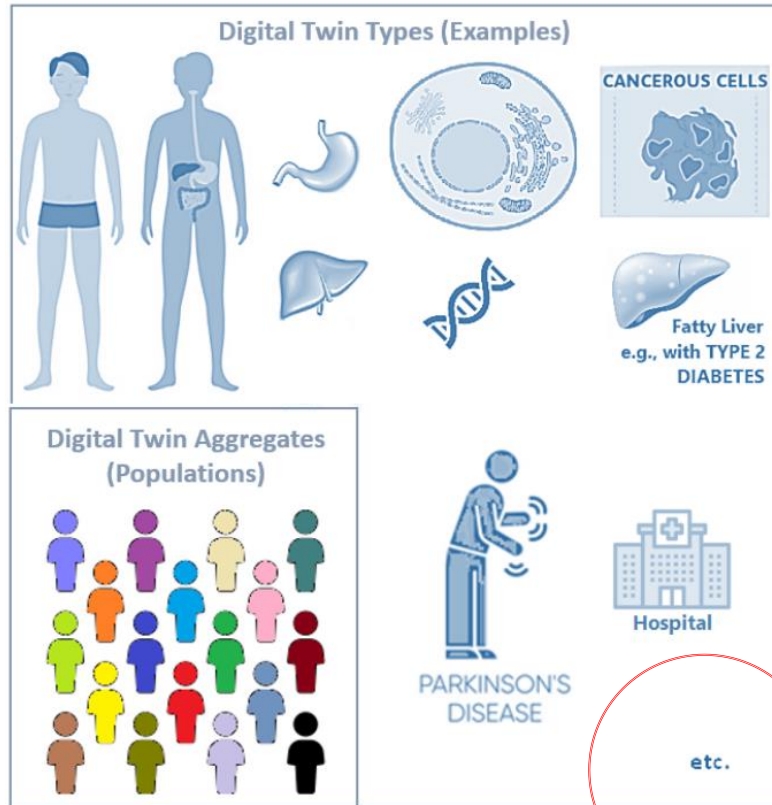 Digital Twin Types (Examples)
CANCEROUS CELLS
Fatty Liver
e.g., with TYPE 2
DIABETES
Digital Twin Aggregates
(Populations)
PARKINSON'S
DISEASE
Hospital
etc.